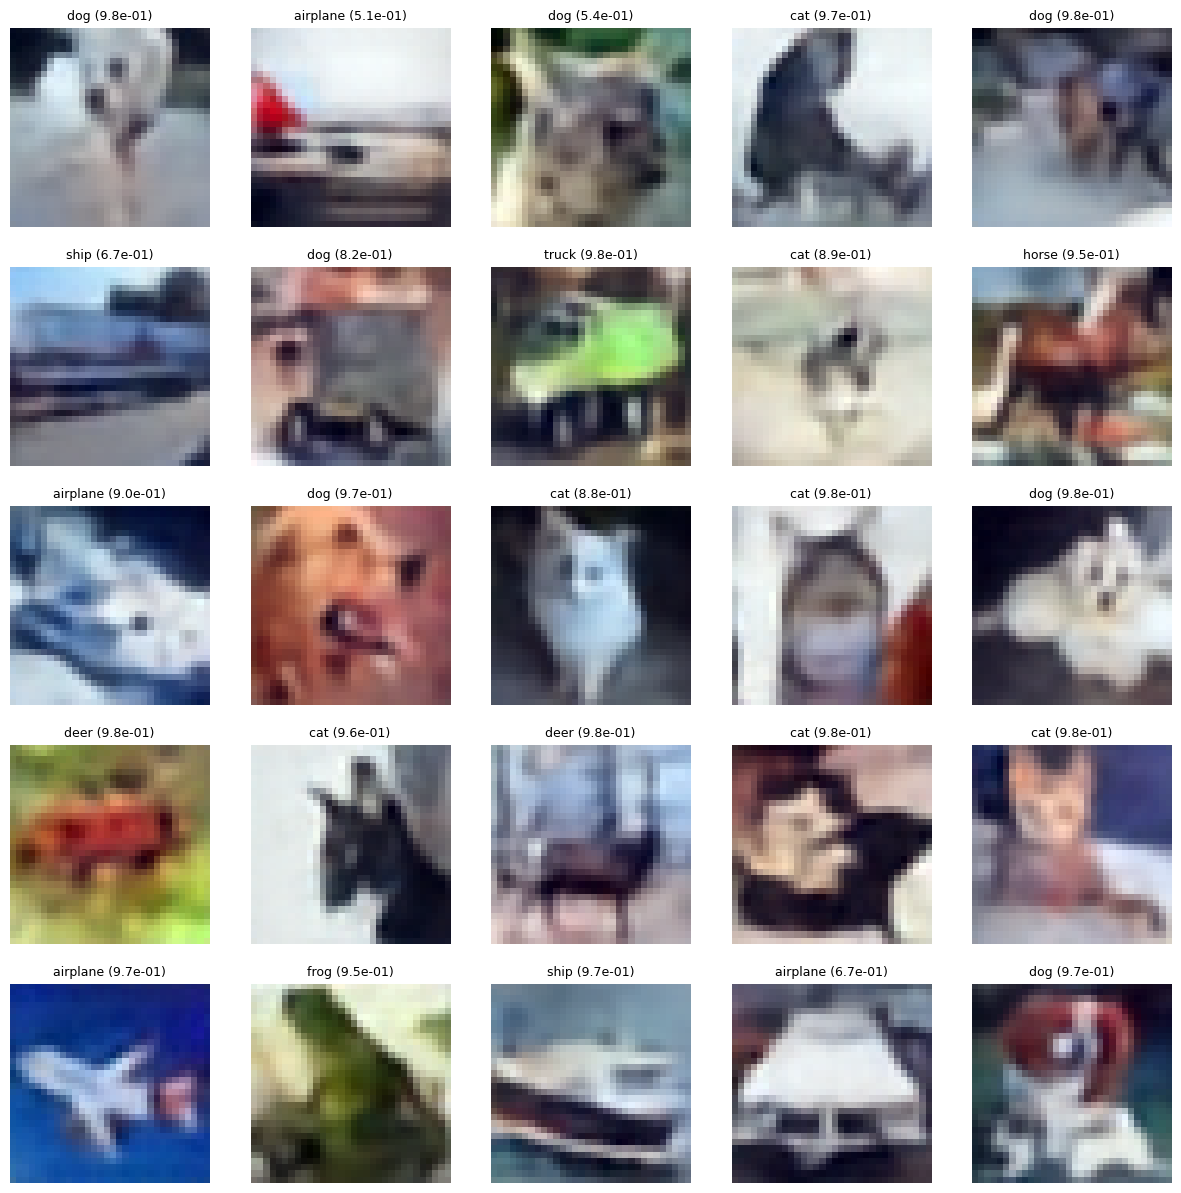 dog (9.8e-01) airplane (5.1e-01) dog (5.4e-01) cat (9.7e-01) dog (9.8e-01)
ship (6.7e-01) dog (8.2e-01) truck (9.8e-01) cat (8.9e-01) horse (9.5e-01)
airplane (9.0e-01) dog (9.7e-01) cat (8.8e-01) cat (9.8e-01) dog (9.8e-01)
deer (9.8e-01) cat (9.6e-01) deer (9.8e-01) cat (9.8e-01) cat (9.8e-01)
airplane (9.7e-01) frog (9.5e-01) ship (9.7e-01) airplane (6.7e-01) dog (9.7e-01)